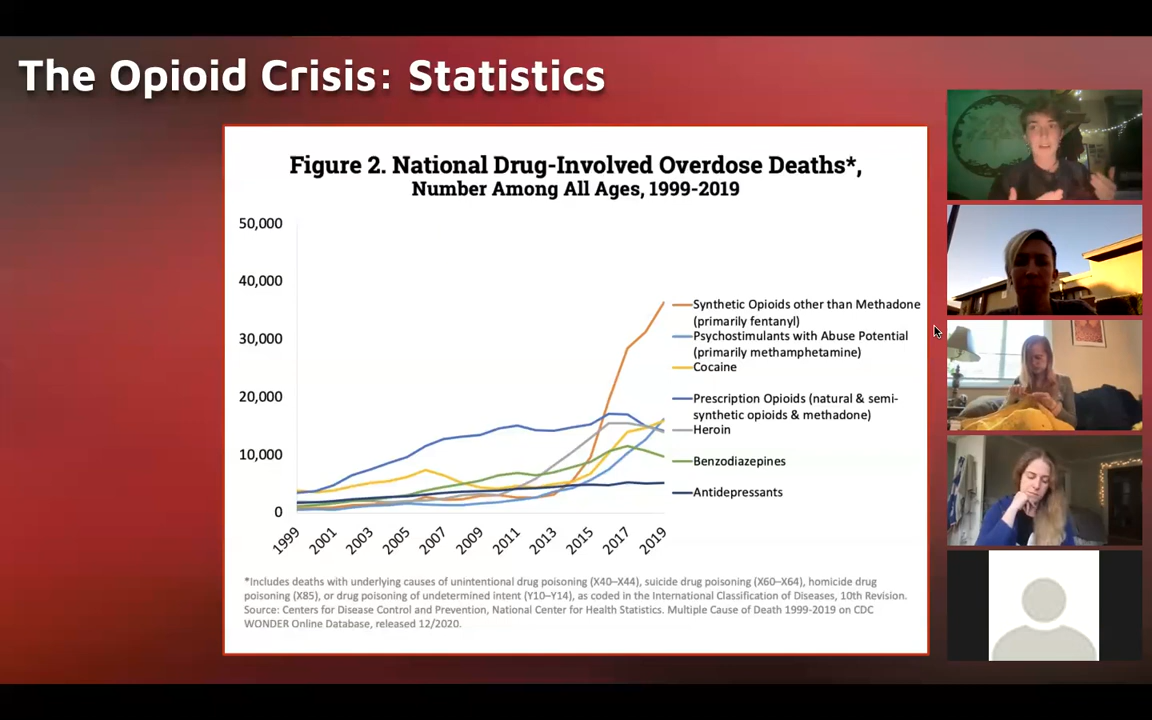 The Opioid Crisis: Statistics
Figure 2. National Drug-Involved Overdose Deaths*,
Number Among All Ages, 1999-2019
50,000
40,000
30,000
20,000
10,000
0
1999
2001
2003
2005
2007
2009
2011
2013
2015
2017
2019
Synthetic Opioids other than Methadone
(primarily fentanyl)
Psychostimulants with Abuse Potential
(primarily methamphetamine)
Cocaine
Prescription Opioids (natural & semi-
synthetic opioids & methadone)
Heroin
Benzodiazepines
Antidepressants
*Includes deaths with underlying causes of unintentional drug poisoning (X40–X44), suicide drug poisoning (X60–X64), homicide drug
poisoning (X85), or drug poisoning of undetermined intent (Y10–Y14), as coded in the International Classification of Diseases, 10th Revision.
Source: Centers for Disease Control and Prevention, National Center for Health Statistics. Multiple Cause of Death 1999-2019 on CDC
WONDER Online Database, released 12/2020.